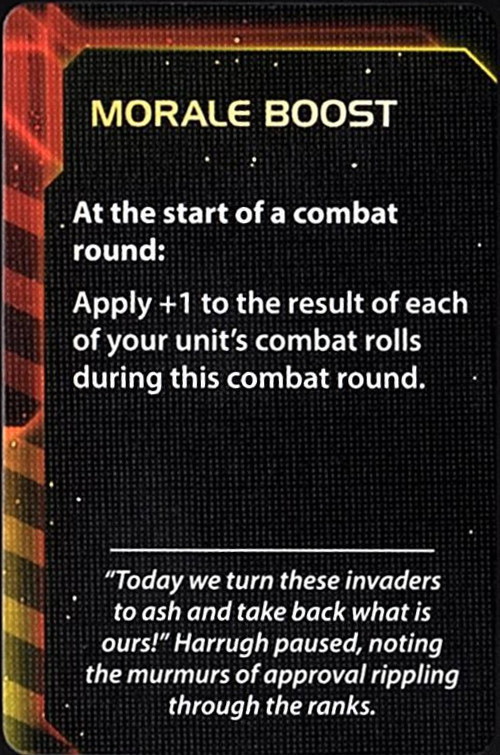 MORALE BOOST
At the start of a combat
round:
Apply +1 to the result of each
of your unit's combat rolls
during this combat round.
"Today we turn these invaders
to ash and take back what is
ours!" Harrugh paused, noting
the murmurs of approval rippling
through the ranks.